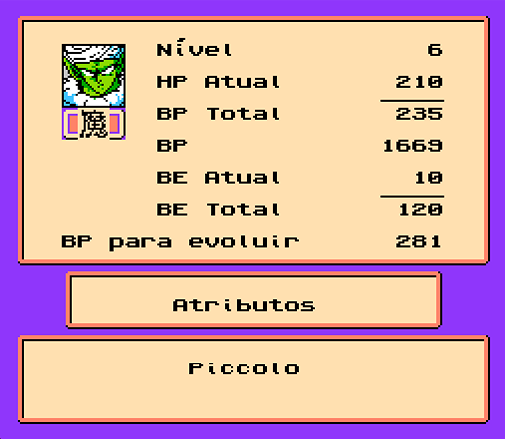 Nível 6
HP Atual 210
BP Total 235
魔
BP 1669
BE Atual 10
BE Total 120
BP para evoluir 281
Atributos
Piccolo